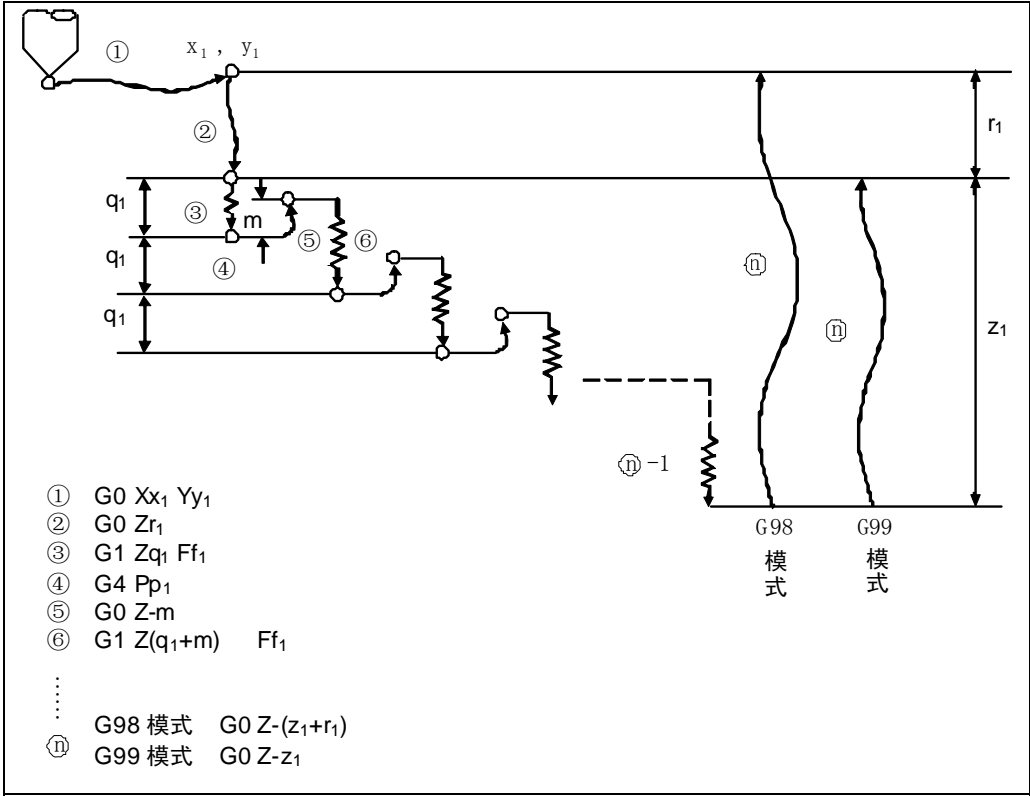 ① x₁ , y₁
②
r₁
q₁ ③ m ⑤ ⑥
q₁ ④
q₁
ⓝ
ⓝ
z₁
ⓝ-1
G98 模式
G99 模式
① G0 Xx₁ Yy₁
② G0 Zr₁
③ G1 Zq₁ Ff₁
④ G4 Pp₁
⑤ G0 Z-m
⑥ G1 Z(q₁+m) Ff₁
……
ⓝ
G98 模式 G0 Z-(z₁+r₁)
G99 模式 G0 Z-z₁